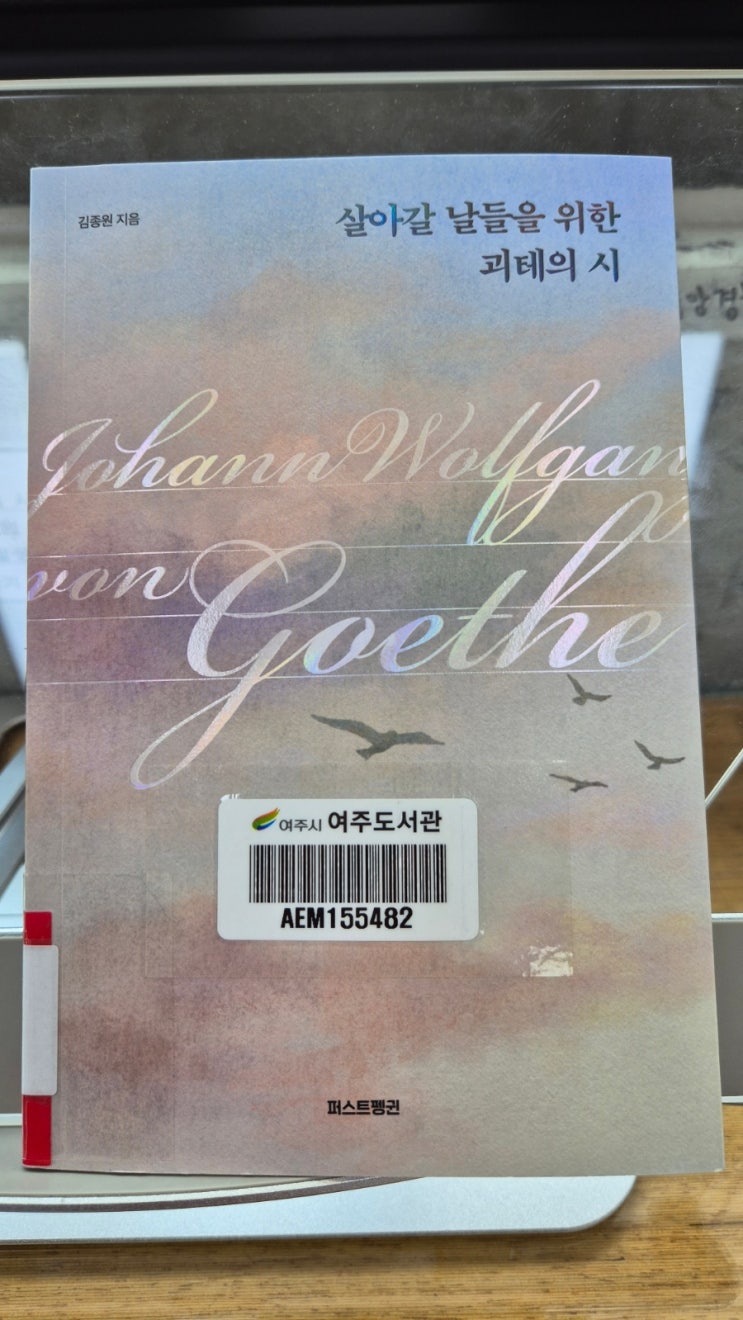 김종원 지음
살아갈 날들을 위한
괴테의 시
Johann Wolfgang
von Goethe
여주시 여주도서관
AEM155482
퍼스트펭귄